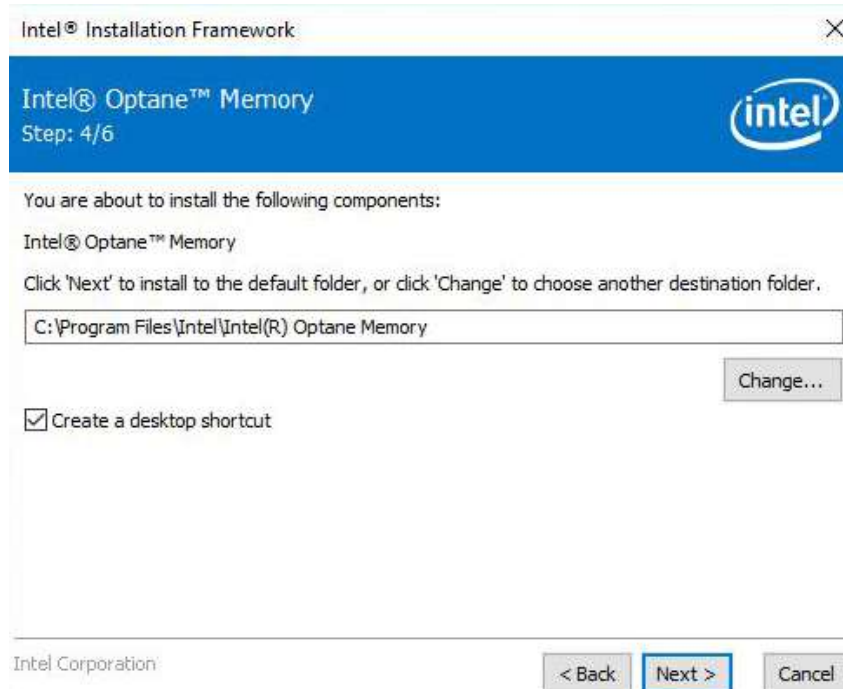 Intel® Installation Framework
Intel® Optane™ Memory
Step: 4/6
intel
You are about to install the following components:
Intel® Optane™ Memory
Click 'Next' to install to the default folder, or click 'Change' to choose another destination folder.
C:\Program Files\Intel\Intel(R) Optane Memory
Change...
Create a desktop shortcut
Intel Corporation
< Back Next > Cancel